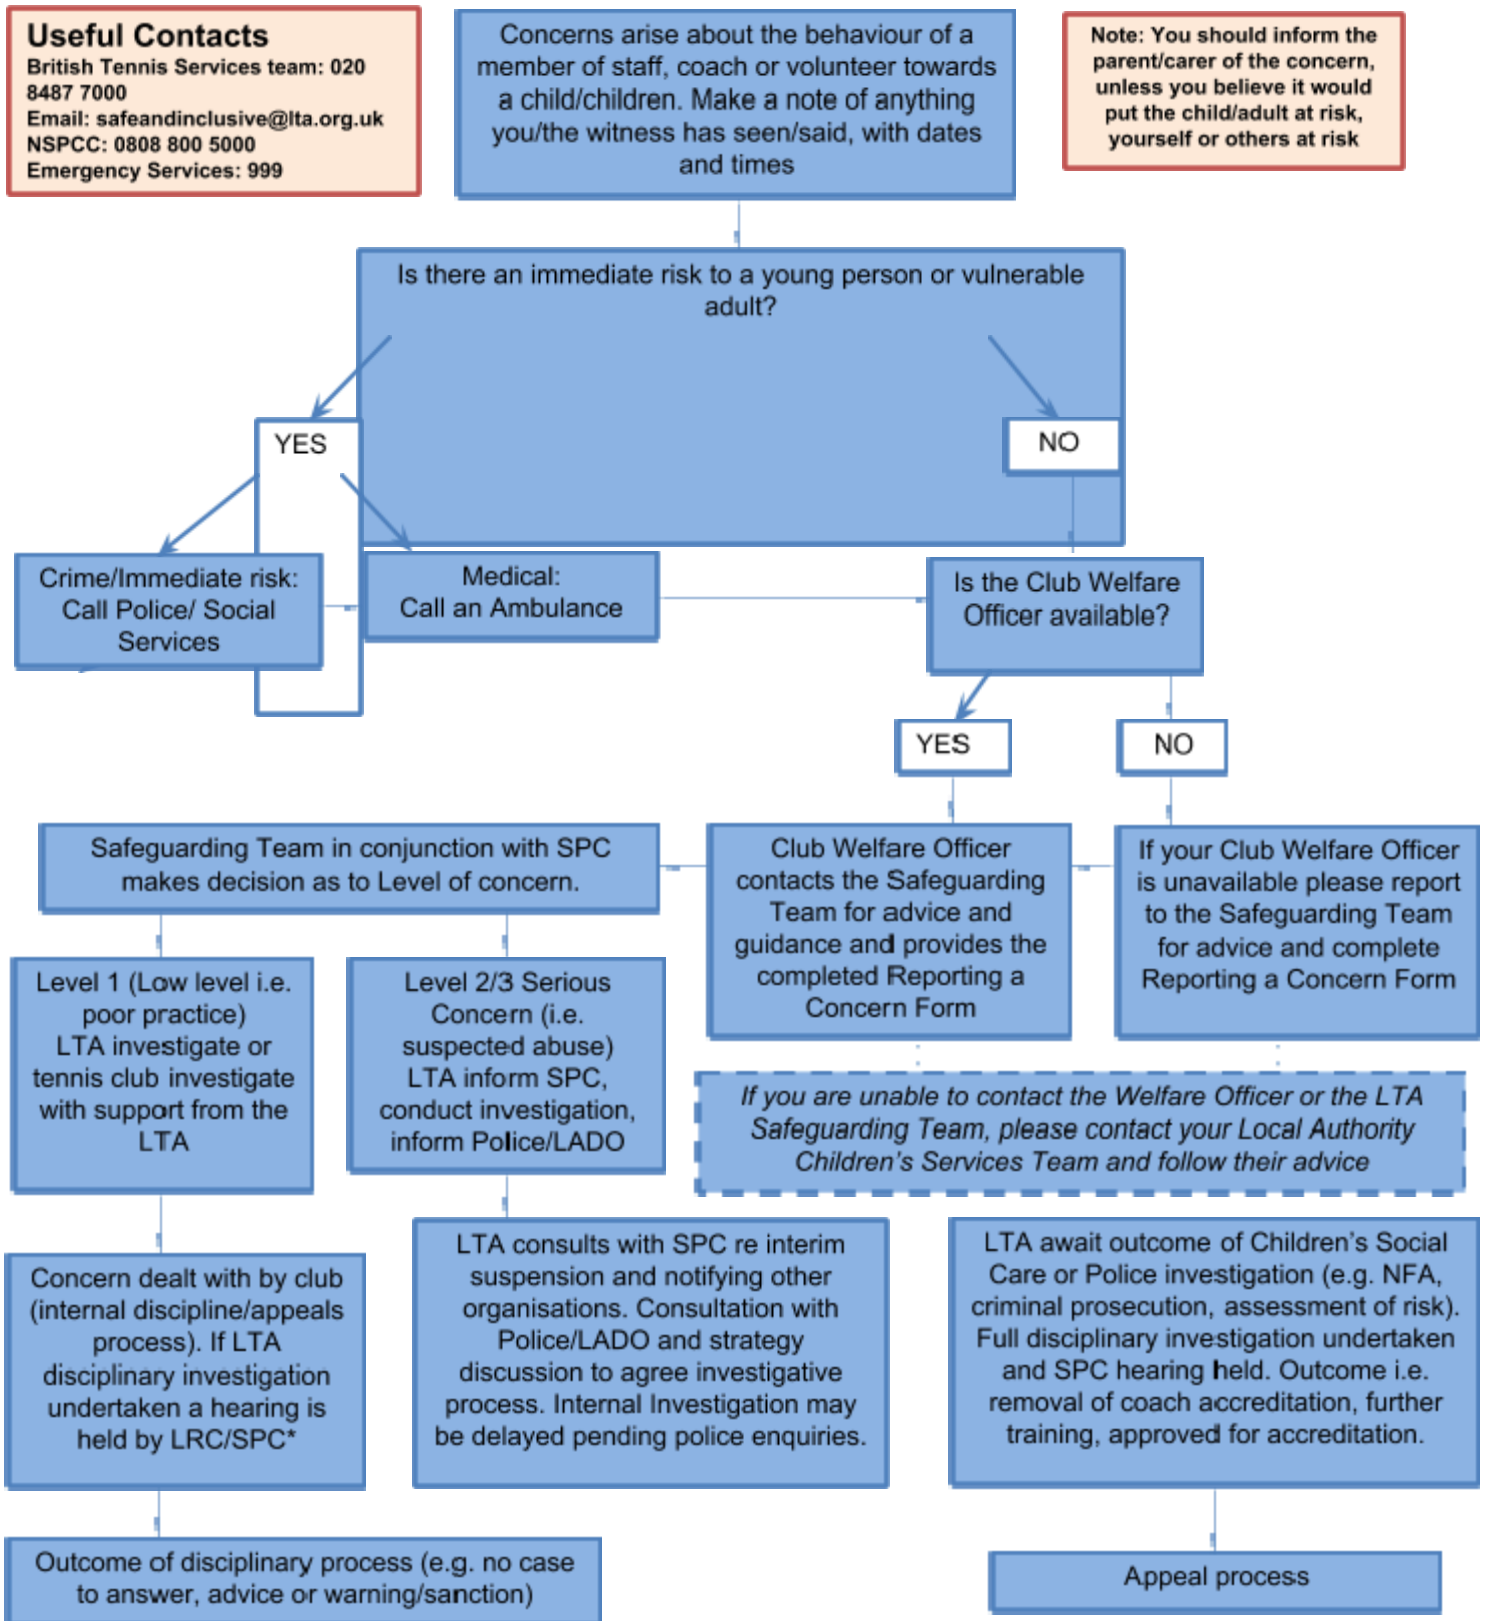 Useful Contacts
British Tennis Services team: 020
8487 7000
Email: safeandinclusive@lta.org.uk
NSPCC: 0808 800 5000
Emergency Services: 999
Concerns arise about the behaviour of a
member of staff, coach or volunteer towards
a child/children. Make a note of anything
you/the witness has seen/said, with dates
and times
Note: You should inform the
parent/carer of the concern,
unless you believe it would
put the child/adult at risk,
yourself or others at risk
Is there an immediate risk to a young person or vulnerable
adult?
YES
NO
Crime/Immediate risk:
Call Police/ Social
Services
Medical:
Call an Ambulance
Is the Club Welfare
Officer available?
YES
NO
Safeguarding Team in conjunction with SPC
makes decision as to Level of concern.
Club Welfare Officer
contacts the Safeguarding
Team for advice and
guidance and provides the
completed Reporting a
Concern Form
If your Club Welfare Officer
is unavailable please report
to the Safeguarding Team
for advice and complete
Reporting a Concern Form
Level 1 (Low level i.e.
poor practice)
LTA investigate or
tennis club investigate
with support from the
LTA
Level 2/3 Serious
Concern (i.e.
suspected abuse)
LTA inform SPC,
conduct investigation,
inform Police/LADO
If you are unable to contact the Welfare Officer or the LTA
Safeguarding Team, please contact your Local Authority
Children's Services Team and follow their advice
Concern dealt with by club
(internal discipline/appeals
process). If LTA
disciplinary investigation
undertaken a hearing is
held by LRC/SPC*
LTA consults with SPC re interim
suspension and notifying other
organisations. Consultation with
Police/LADO and strategy
discussion to agree investigative
process. Internal Investigation may
be delayed pending police enquiries.
LTA await outcome of Children's Social
Care or Police investigation (e.g. NFA,
criminal prosecution, assessment of risk).
Full disciplinary investigation undertaken
and SPC hearing held. Outcome i.e.
removal of coach accreditation, further
training, approved for accreditation.
Outcome of disciplinary process (e.g. no case
to answer, advice or warning/sanction)
Appeal process